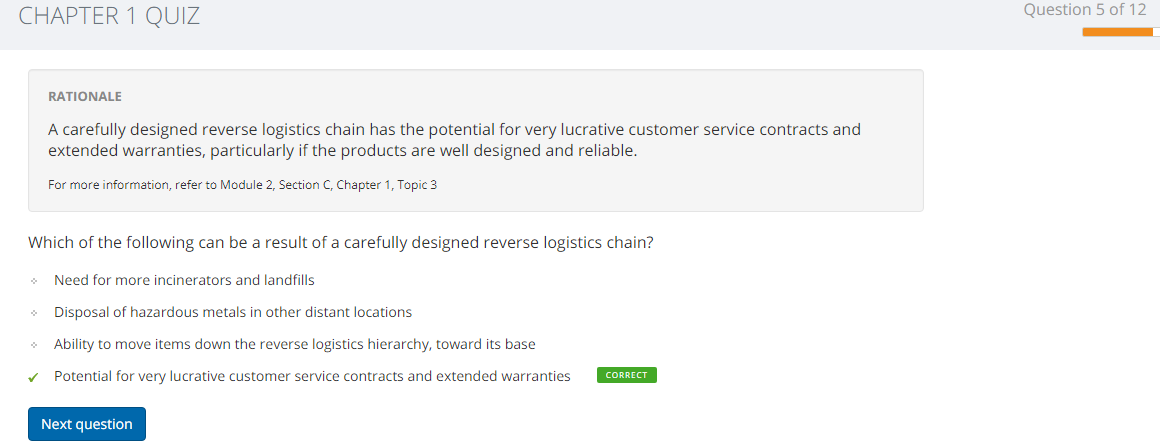 CHAPTER 1 QUIZ
Question 5 of 12
RATIONALE
A carefully designed reverse logistics chain has the potential for very lucrative customer service contracts and
extended warranties, particularly if the products are well designed and reliable.
For more information, refer to Module 2, Section C, Chapter 1, Topic 3
Which of the following can be a result of a carefully designed reverse logistics chain?
Need for more incinerators and landfills
Disposal of hazardous metals in other distant locations
Ability to move items down the reverse logistics hierarchy, toward its base
Potential for very lucrative customer service contracts and extended warranties
CORRECT
Next question